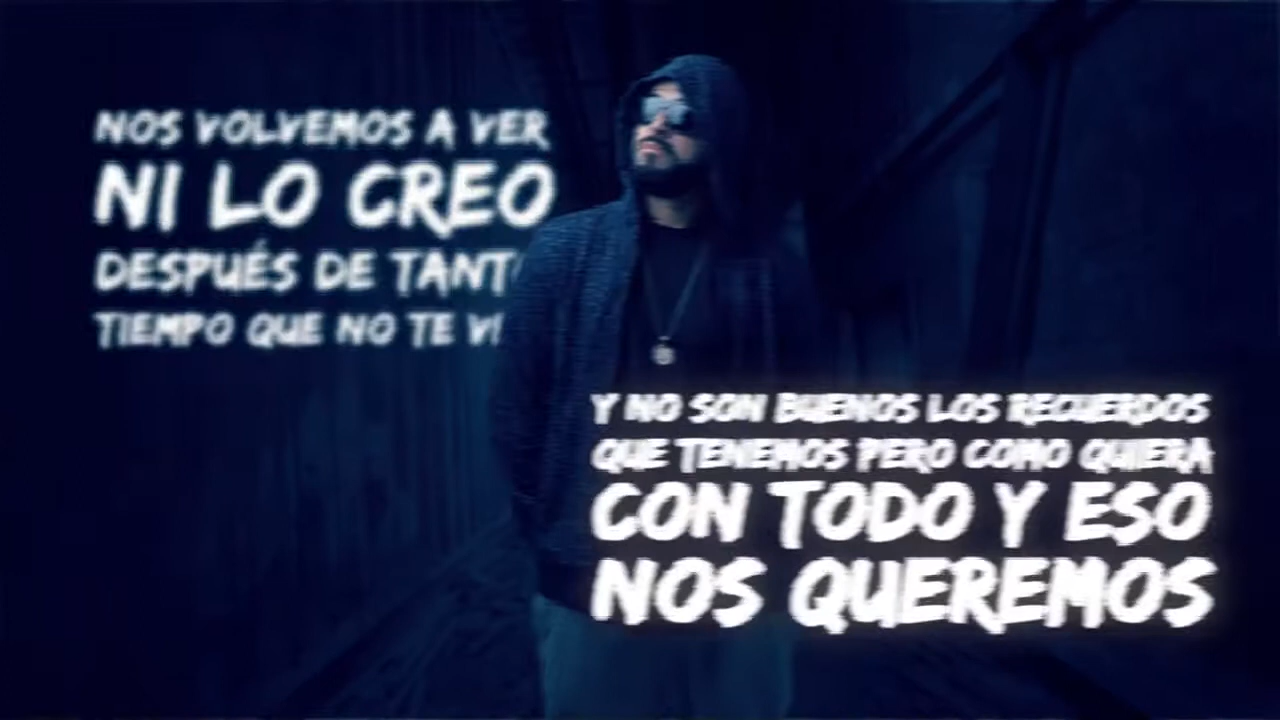 NOS VOLVEMOS A VER
NI LO CREO
DESPUÉS DE TANTO
TIEMPO QUE NO TE VI
Y NO SON BUENOS LOS RECUERDOS
QUE TENEMOS PERO COMO QUIERA
CON TODO Y ESO
NOS QUEREMOS